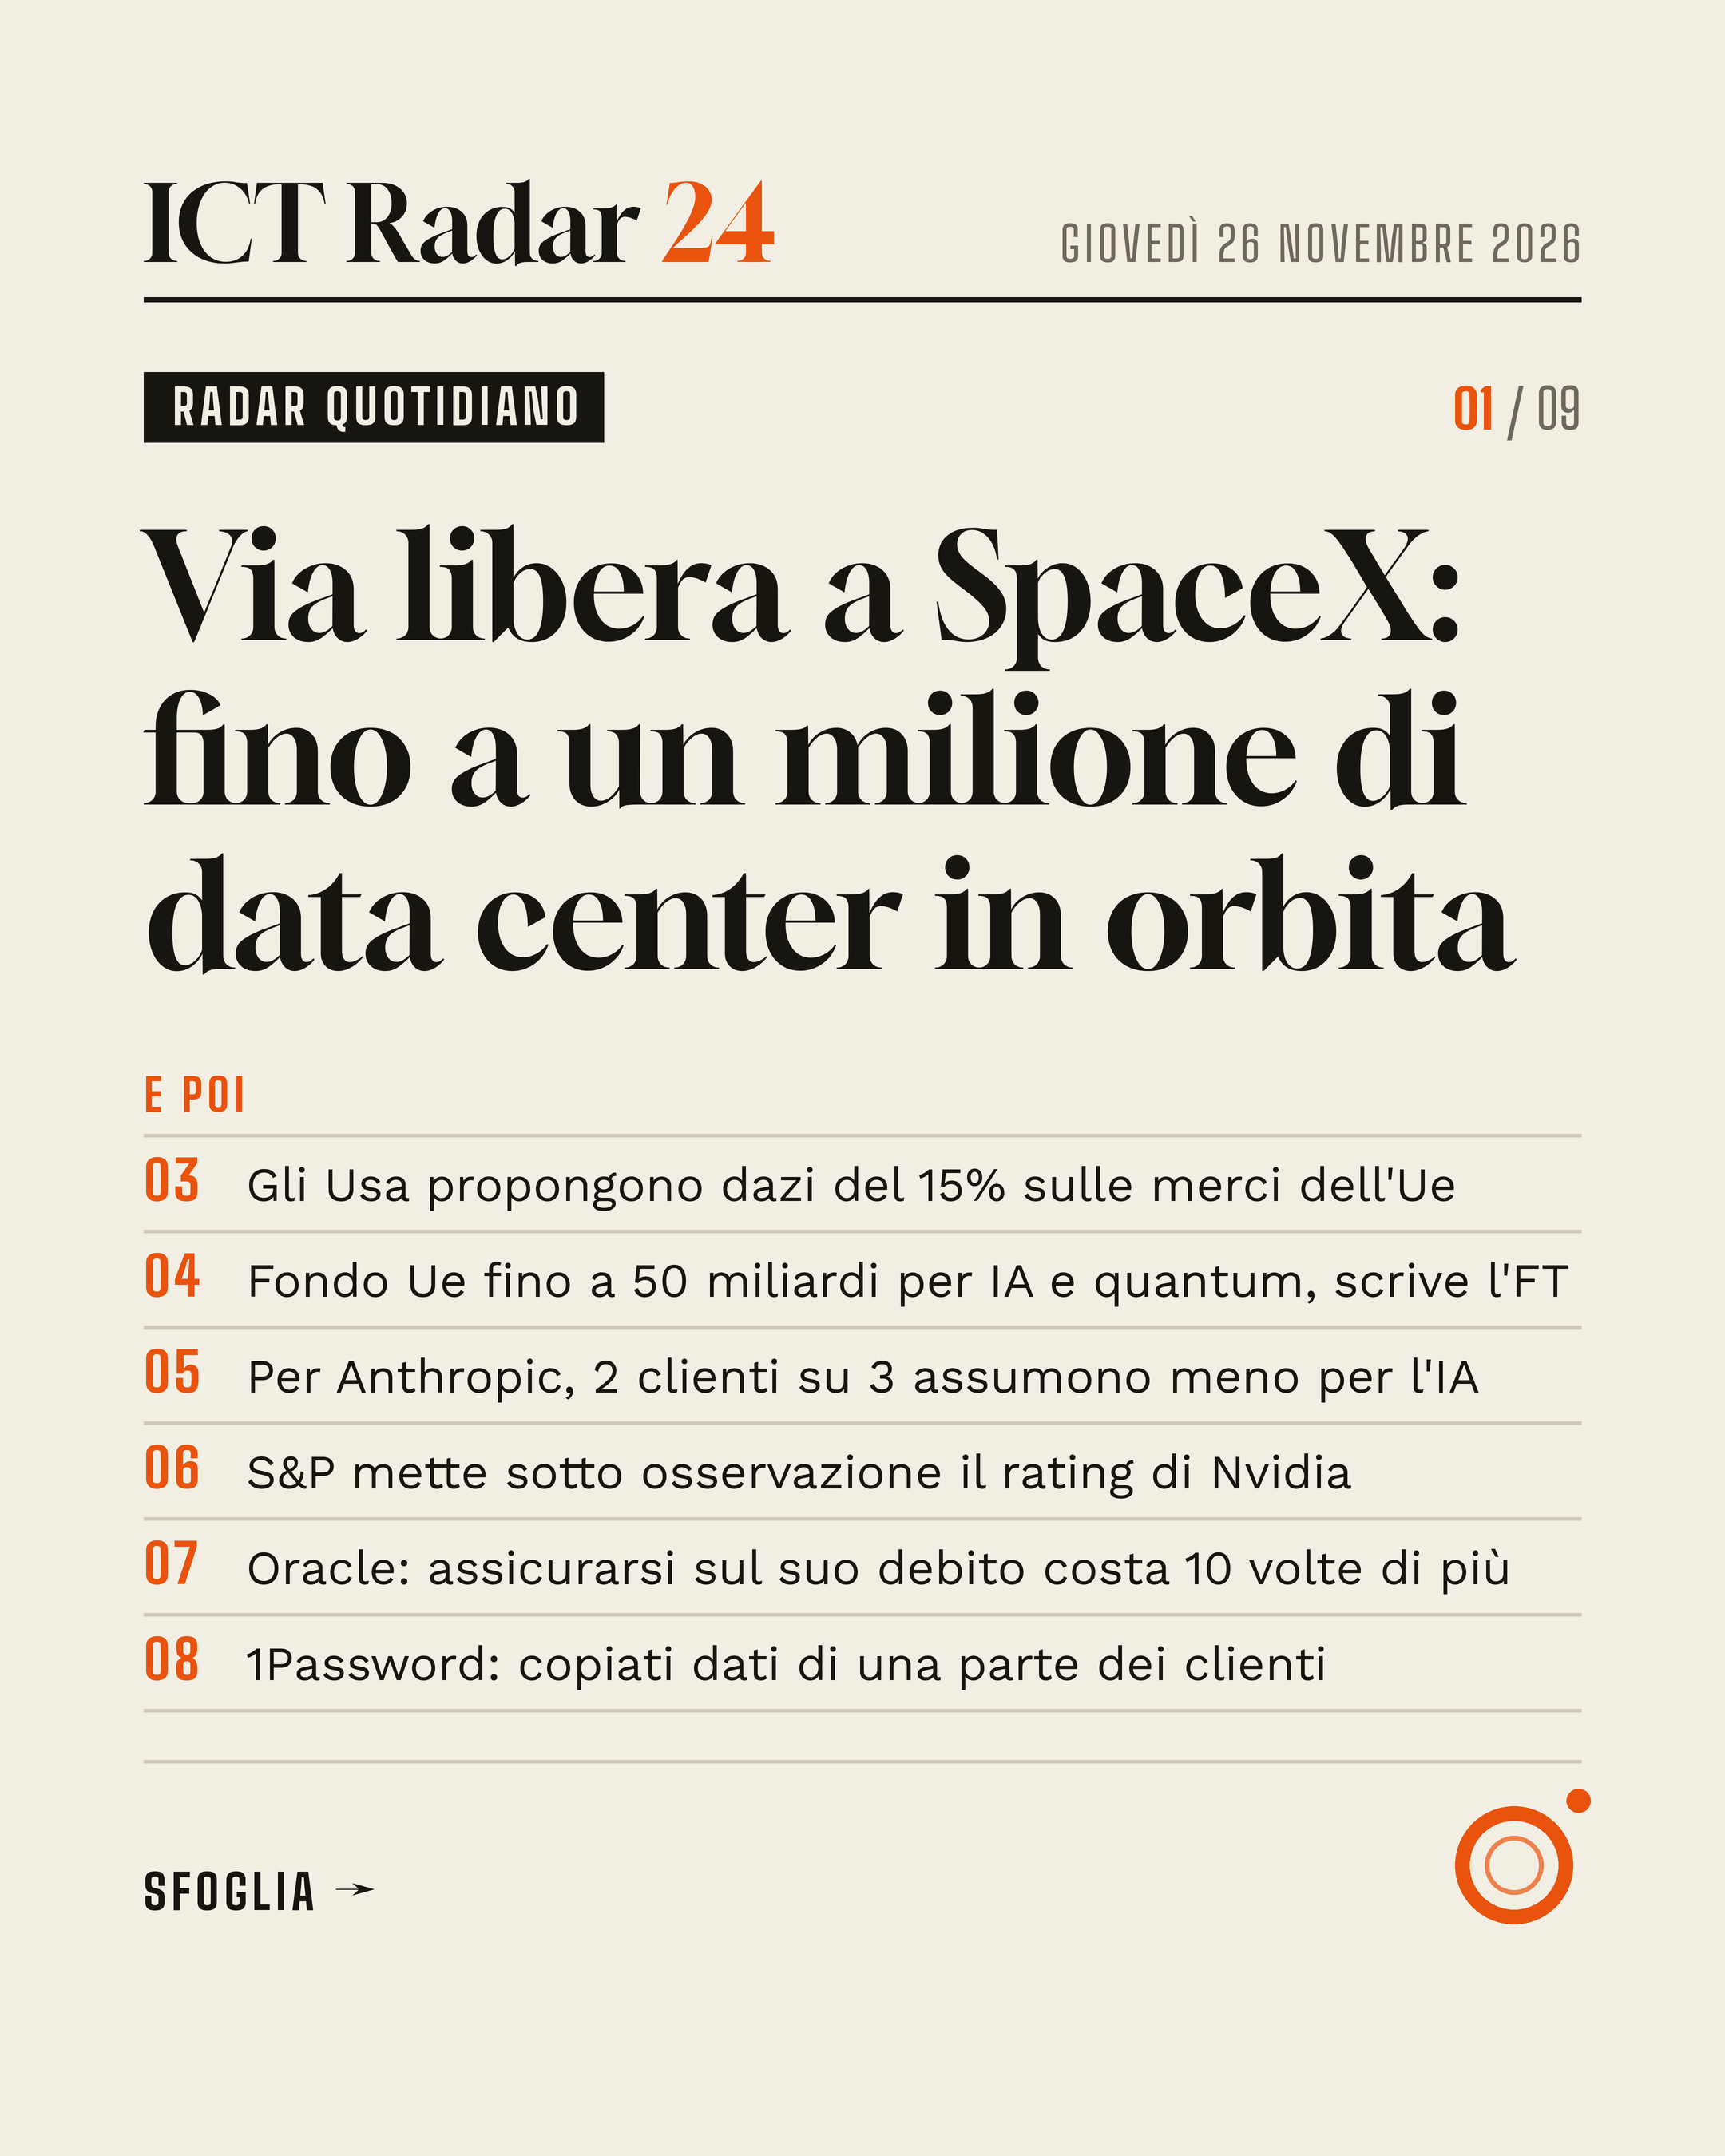 ICT Radar 24
GIOVEDÌ 26 NOVEMBRE 2026
RADAR QUOTIDIANO
01 / 09
Via libera a SpaceX:
fino a un milione di
data center in orbita
E POI
03 Gli Usa propongono dazi del 15% sulle merci dell'Ue
04 Fondo Ue fino a 50 miliardi per IA e quantum, scrive l'FT
05 Per Anthropic, 2 clienti su 3 assumono meno per l'IA
06 S&P mette sotto osservazione il rating di Nvidia
07 Oracle: assicurarsi sul suo debito costa 10 volte di più
08 1Password: copiati dati di una parte dei clienti
SFOGLIA →